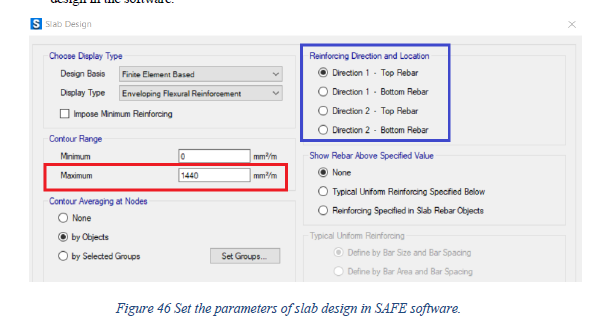 design in the software.
S Slab Design
Choose Display Type
Design Basis Finite Element Based
Display Type Enveloping Flexural Reinforcement
Impose Minimum Reinforcing
Contour Range
Minimum 0 mm²/m
Maximum 1440 mm²/m
Contour Averaging at Nodes
None
by Objects
by Selected Groups Set Groups...
Reinforcing Direction and Location
Direction 1 - Top Rebar
Direction 1 - Bottom Rebar
Direction 2 - Top Rebar
Direction 2 - Bottom Rebar
Show Rebar Above Specified Value
None
Typical Uniform Reinforcing Specified Below
Reinforcing Specified in Slab Rebar Objects
Typical Uniform Reinforcing
Define by Bar Size and Bar Spacing
Define by Bar Area and Bar Spacing
Figure 46 Set the parameters of slab design in SAFE software.